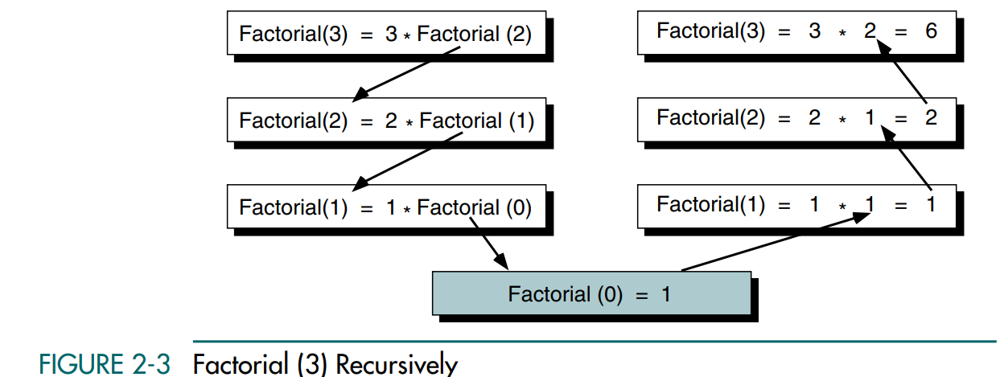 Factorial(3) = 3 * Factorial (2)
Factorial(2) = 2 * Factorial (1)
Factorial(1) = 1 * Factorial (0)
Factorial (0) = 1
Factorial(1) = 1 * 1 = 1
Factorial(2) = 2 * 1 = 2
Factorial(3) = 3 * 2 = 6
FIGURE 2-3 Factorial (3) Recursively